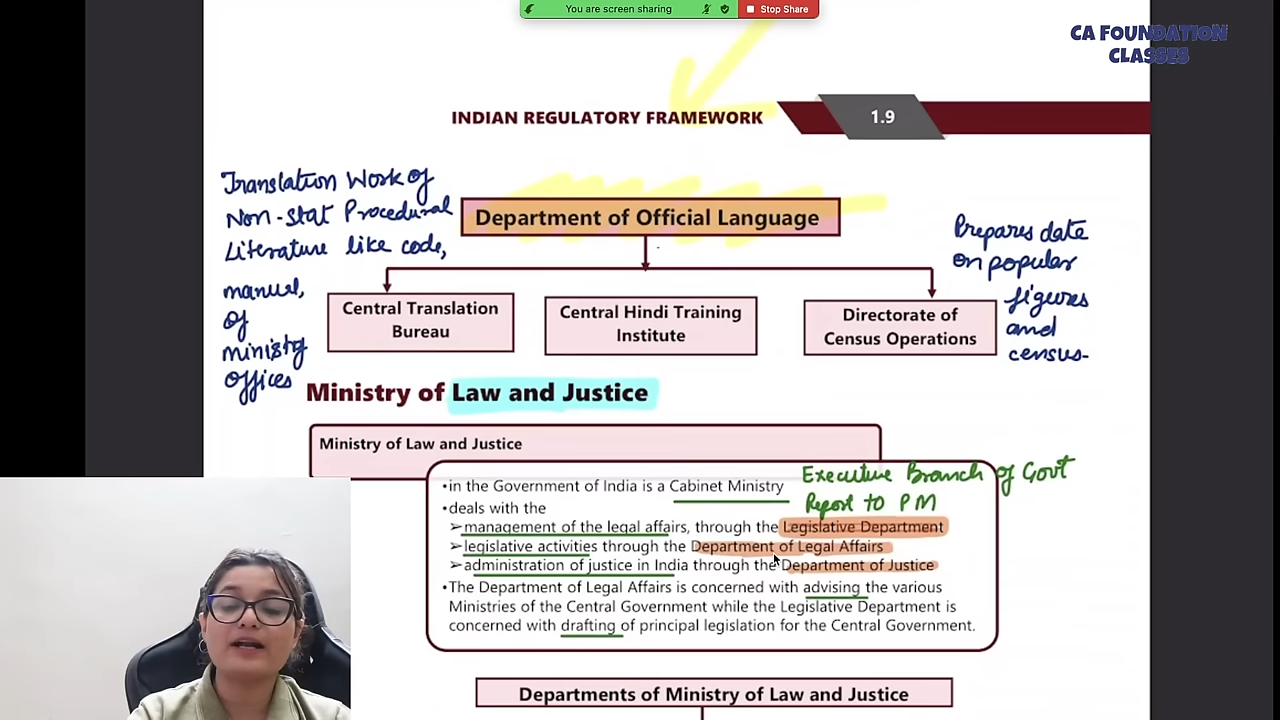 You are screen sharing
Stop Share
CA FOUNDATION
CLASSES
INDIAN REGULATORY FRAMEWORK
1.9
Translation Work of
Non-stat Procedural
Literature like code,
manual,
of
ministry
offices
Department of Official Language
Prepares date
on popular
figures
and
census-
Central Translation
Bureau
Central Hindi Training
Institute
Directorate of
Census Operations
Ministry of Law and Justice
Ministry of Law and Justice
Executive Branch of Govt
Report to PM
•in the Government of India is a Cabinet Ministry
•deals with the
➢management of the legal affairs, through the Legislative Department
➢legislative activities through the Department of Legal Affairs
➢administration of justice in India through the Department of Justice
•The Department of Legal Affairs is concerned with advising the various
Ministries of the Central Government while the Legislative Department is
concerned with drafting of principal legislation for the Central Government.
Departments of Ministry of Law and Justice